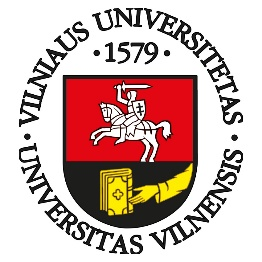 · VILNIAUS UNIVERSITETAS ·
· 1579 ·
UNIVERSITAS VILNENSIS